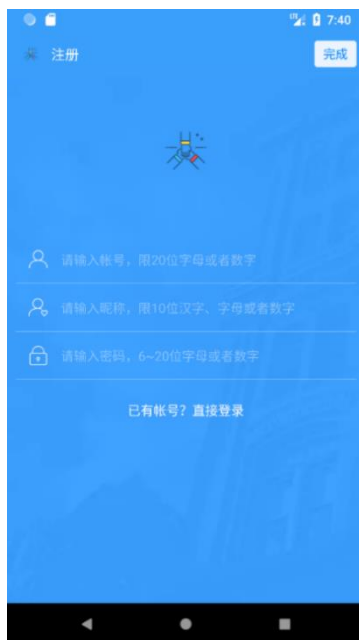 LTE 7:40
注册
完成
请输入帐号，限20位字母或者数字
请输入昵称，限10位汉字、字母或者数字
请输入密码，6~20位字母或者数字
已有帐号？直接登录